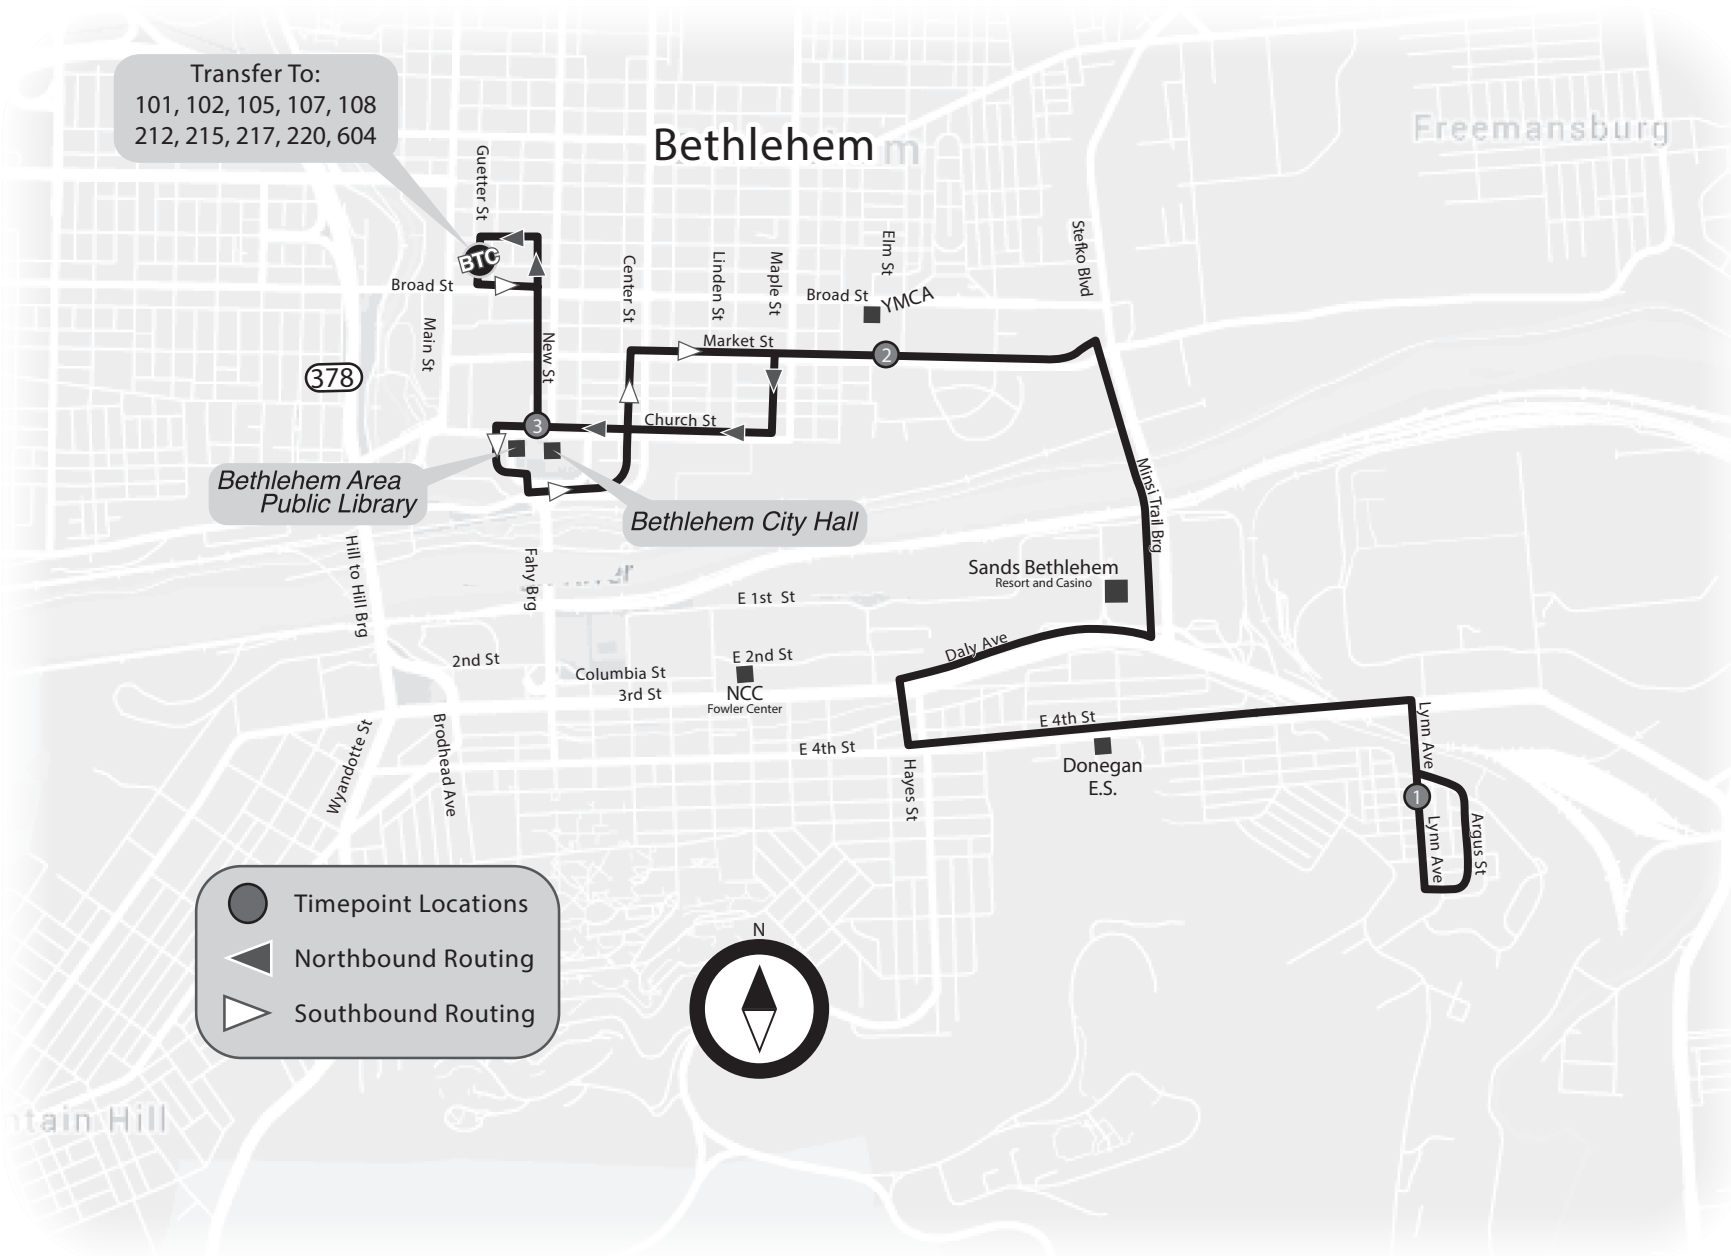 Transfer To:
101, 102, 105, 107, 108
212, 215, 217, 220, 604
Bethlehem
m
Freemansburg
Guetter St
BTC
Broad St
Main St
378
New St
Center St
Linden St
Maple St
Elm St
Broad St
YMCA
Stefko Blvd
Market St
2
Church St
3
Bethlehem Area
Public Library
Bethlehem City Hall
Minsi Trail Brg
Hill to Hill Brg
Fahy Brg
Sands Bethlehem
Resort and Casino
E 1st St
Daly Ave
2nd St
Columbia St
3rd St
E 2nd St
NCC
Fowler Center
Wyandotte St
Brodhead Ave
E 4th St
E 4th St
Hayes St
Donegan
E.S.
Lynn Ave
1
Lynn Ave
Argus St
Timepoint Locations
Northbound Routing
Southbound Routing
N
ntain Hill